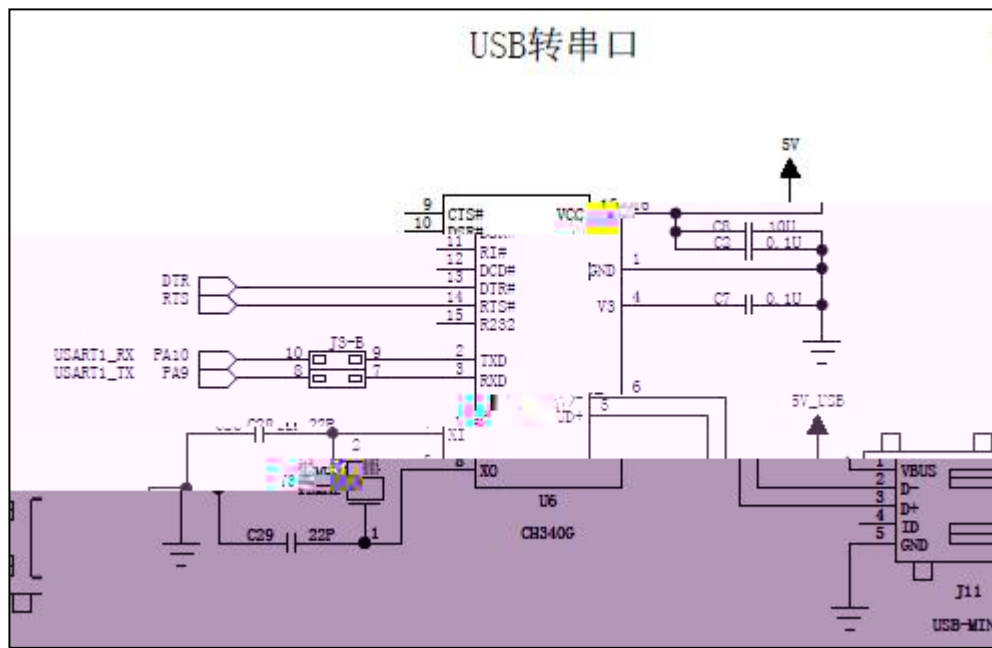 USB转串口
5V
9 CTS# VCC
10
11 RI# C8 10U
12 DCD# GND 1 C2 0.1U
DTR 13 DTR#
RTS 14 RTS# V3 4 C7 0.1U
15 R232
J3-B
USART1_RX PA10 10 9 2 TXD
USART1_TX PA9 8 7 3 RXD
6
UD+ 5 5V_USB
XI
2
XO
1 VBUS
2 D-
3 D+
4 ID
5 GND
U6
C29 22P 1
CH340G
J11
USB-MIN